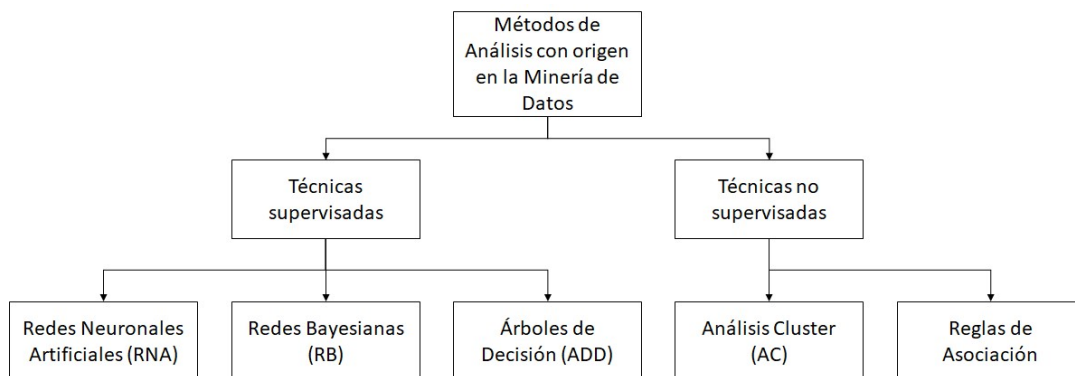 Métodos de
Análisis con origen
en la Minería de
Datos
Técnicas
supervisadas
Técnicas no
supervisadas
Redes Neuronales
Artificiales (RNA)
Redes Bayesianas
(RB)
Árboles de
Decisión (ADD)
Análisis Cluster
(AC)
Reglas de
Asociación